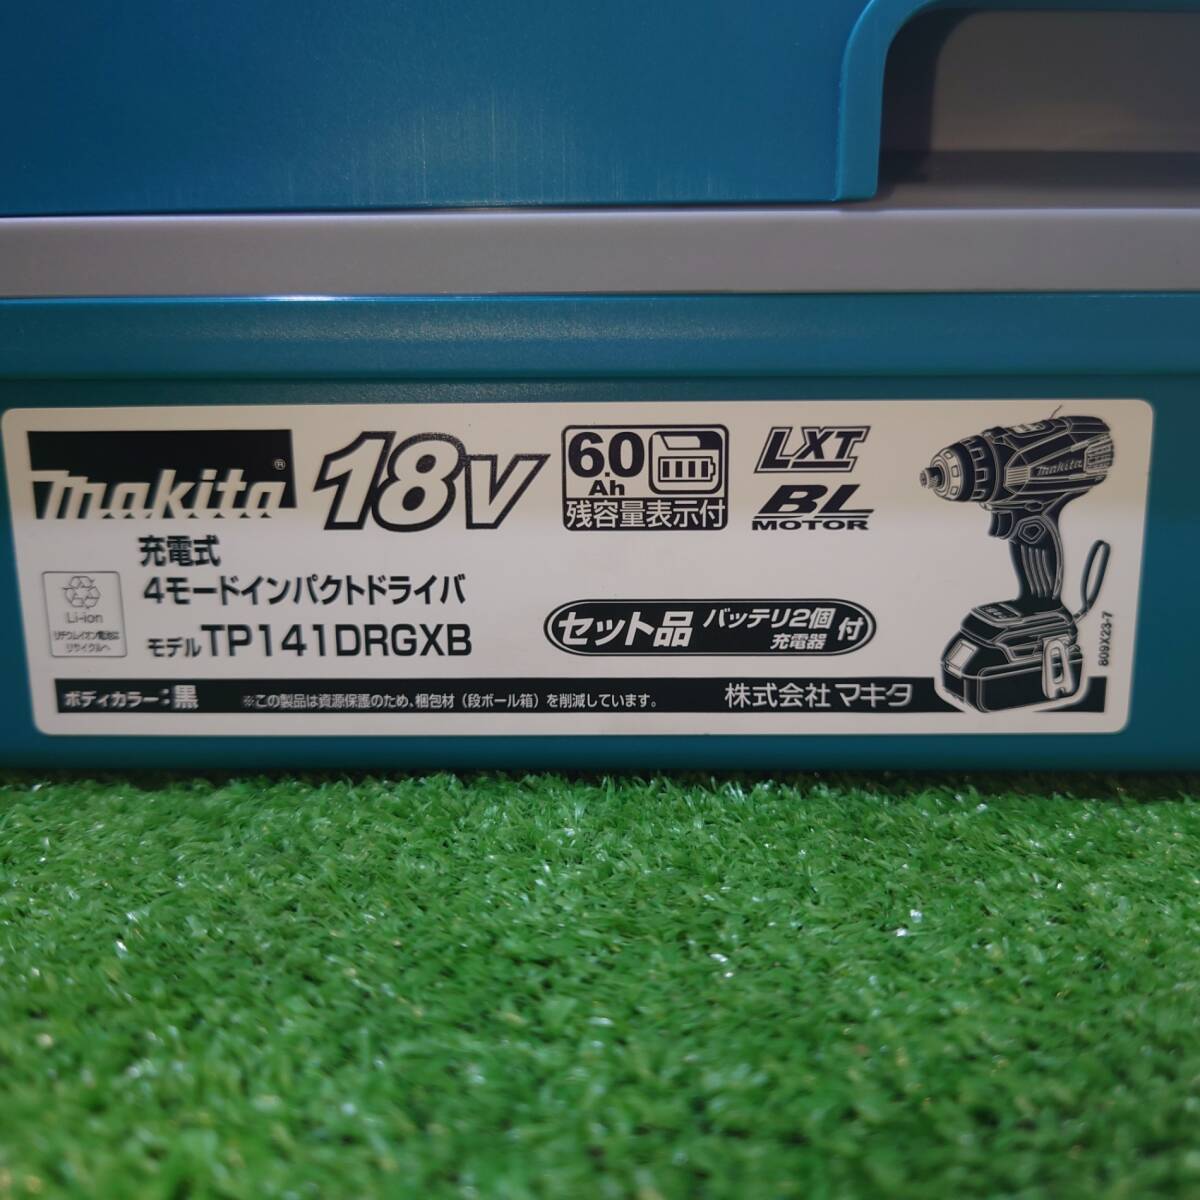 makita®
18V
6.0
Ah
残容量表示付
LXT
BL
MOTOR
makita
充電式
4モードインパクトドライバ
モデル TP141DRGXB
Li-ion
リチウムイオン電池は
リサイクルへ
セット品 バッテリ2個 充電器 付
809X23-7
ボディカラー:黒
※この製品は資源保護のため、梱包材(段ボール箱)を削減しています。
株式会社 マキタ